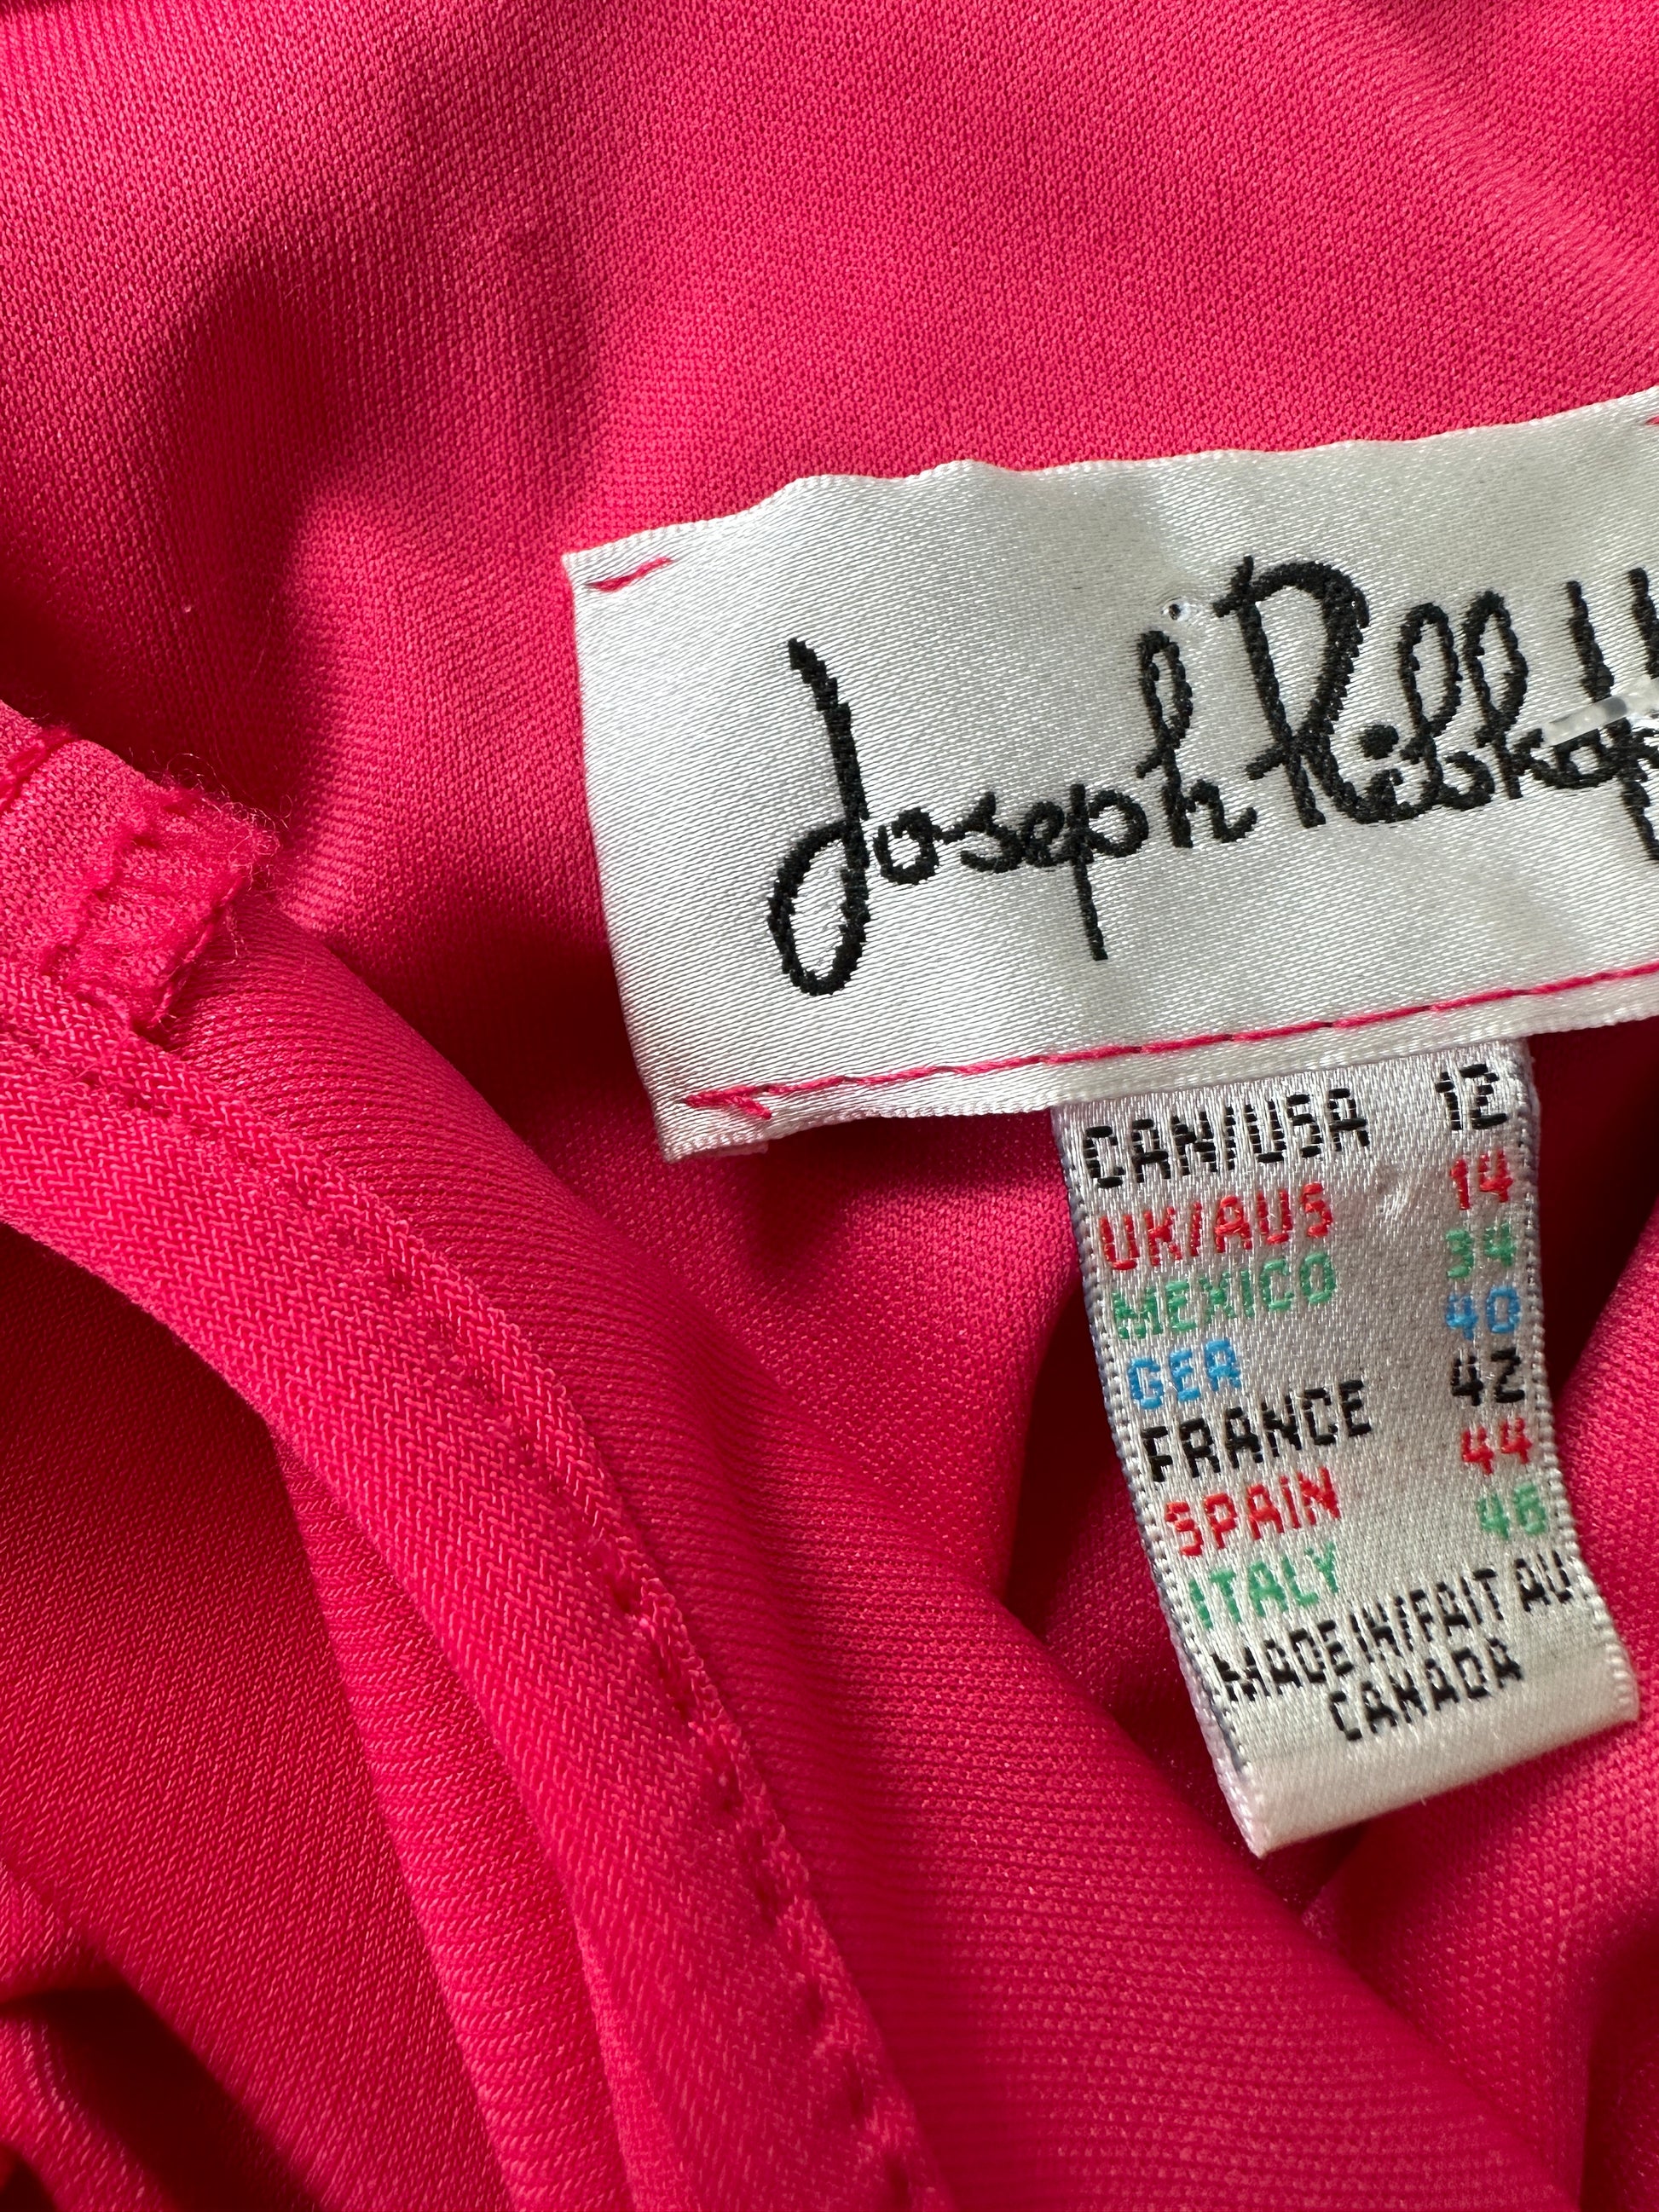 Joseph Ribkoff
CAN/USA 12
UK/AUS 14
MEXICO 34
GER 40
FRANCE 42
SPAIN 44
ITALY 46
MADE IN/FAIT AU
CANADA